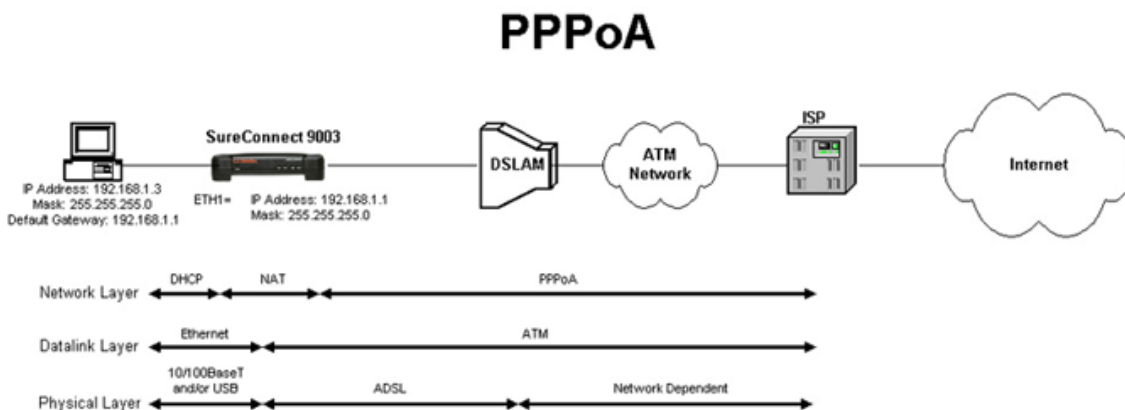 PPPoA
SureConnect 9003
ISP
DSLAM
ATM
Network
Internet
IP Address: 192.168.1.3
Mask: 255.255.255.0
Default Gateway: 192.168.1.1
ETH1= IP Address: 192.168.1.1
Mask: 255.255.255.0
DHCP NAT PPPoA
Network Layer
Ethernet ATM
Datalink Layer
10/100BaseT
and/or USB ADSL Network Dependent
Physical Layer